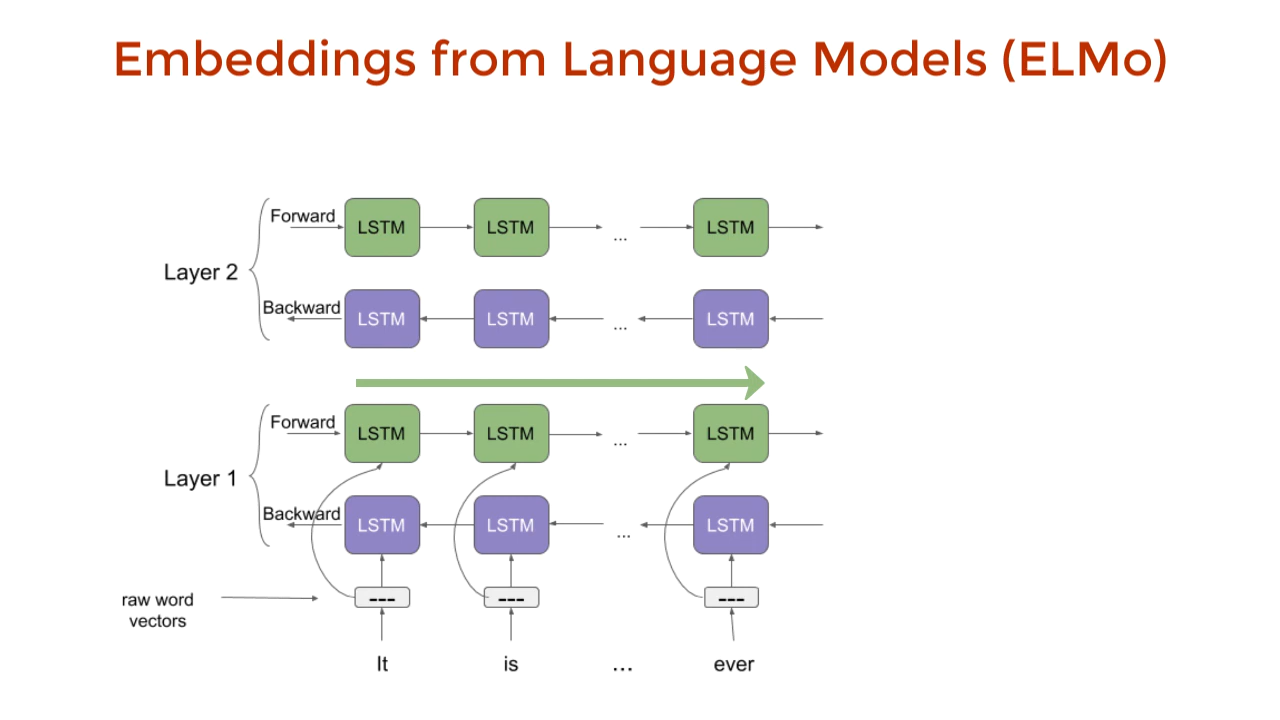 Embeddings from Language Models (ELMo)
Forward
LSTM LSTM ... LSTM
Layer 2
Backward
LSTM LSTM ... LSTM
Forward
LSTM LSTM ... LSTM
Layer 1
Backward
LSTM LSTM ... LSTM
raw word
vectors
--- --- ---
It is ... ever